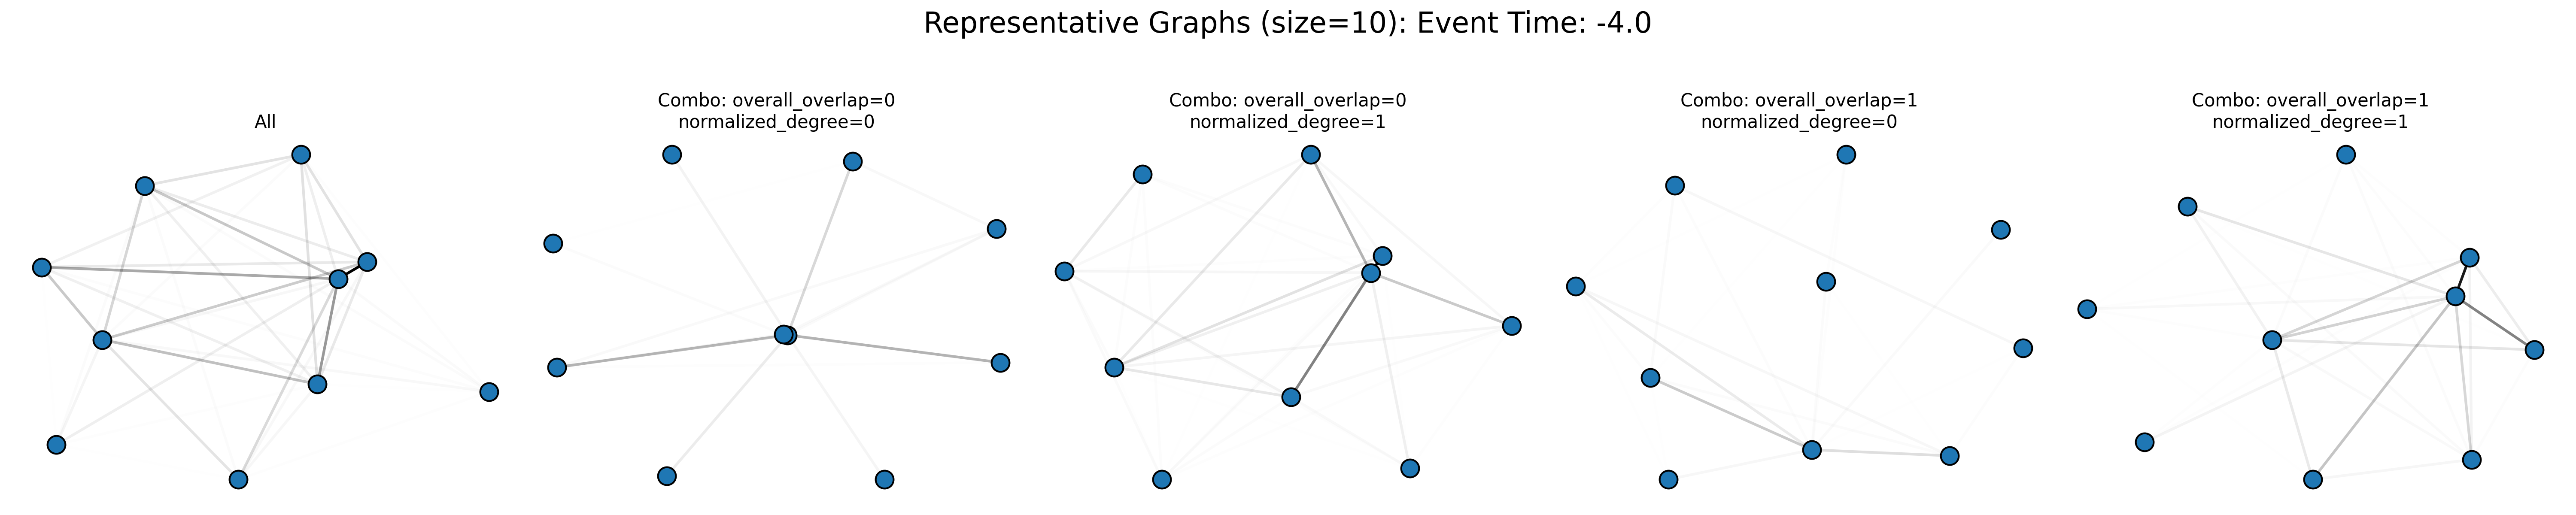 Representative Graphs (size=10): Event Time: -4.0
All
Combo: overall_overlap=0
normalized_degree=0
Combo: overall_overlap=0
normalized_degree=1
Combo: overall_overlap=1
normalized_degree=0
Combo: overall_overlap=1
normalized_degree=1